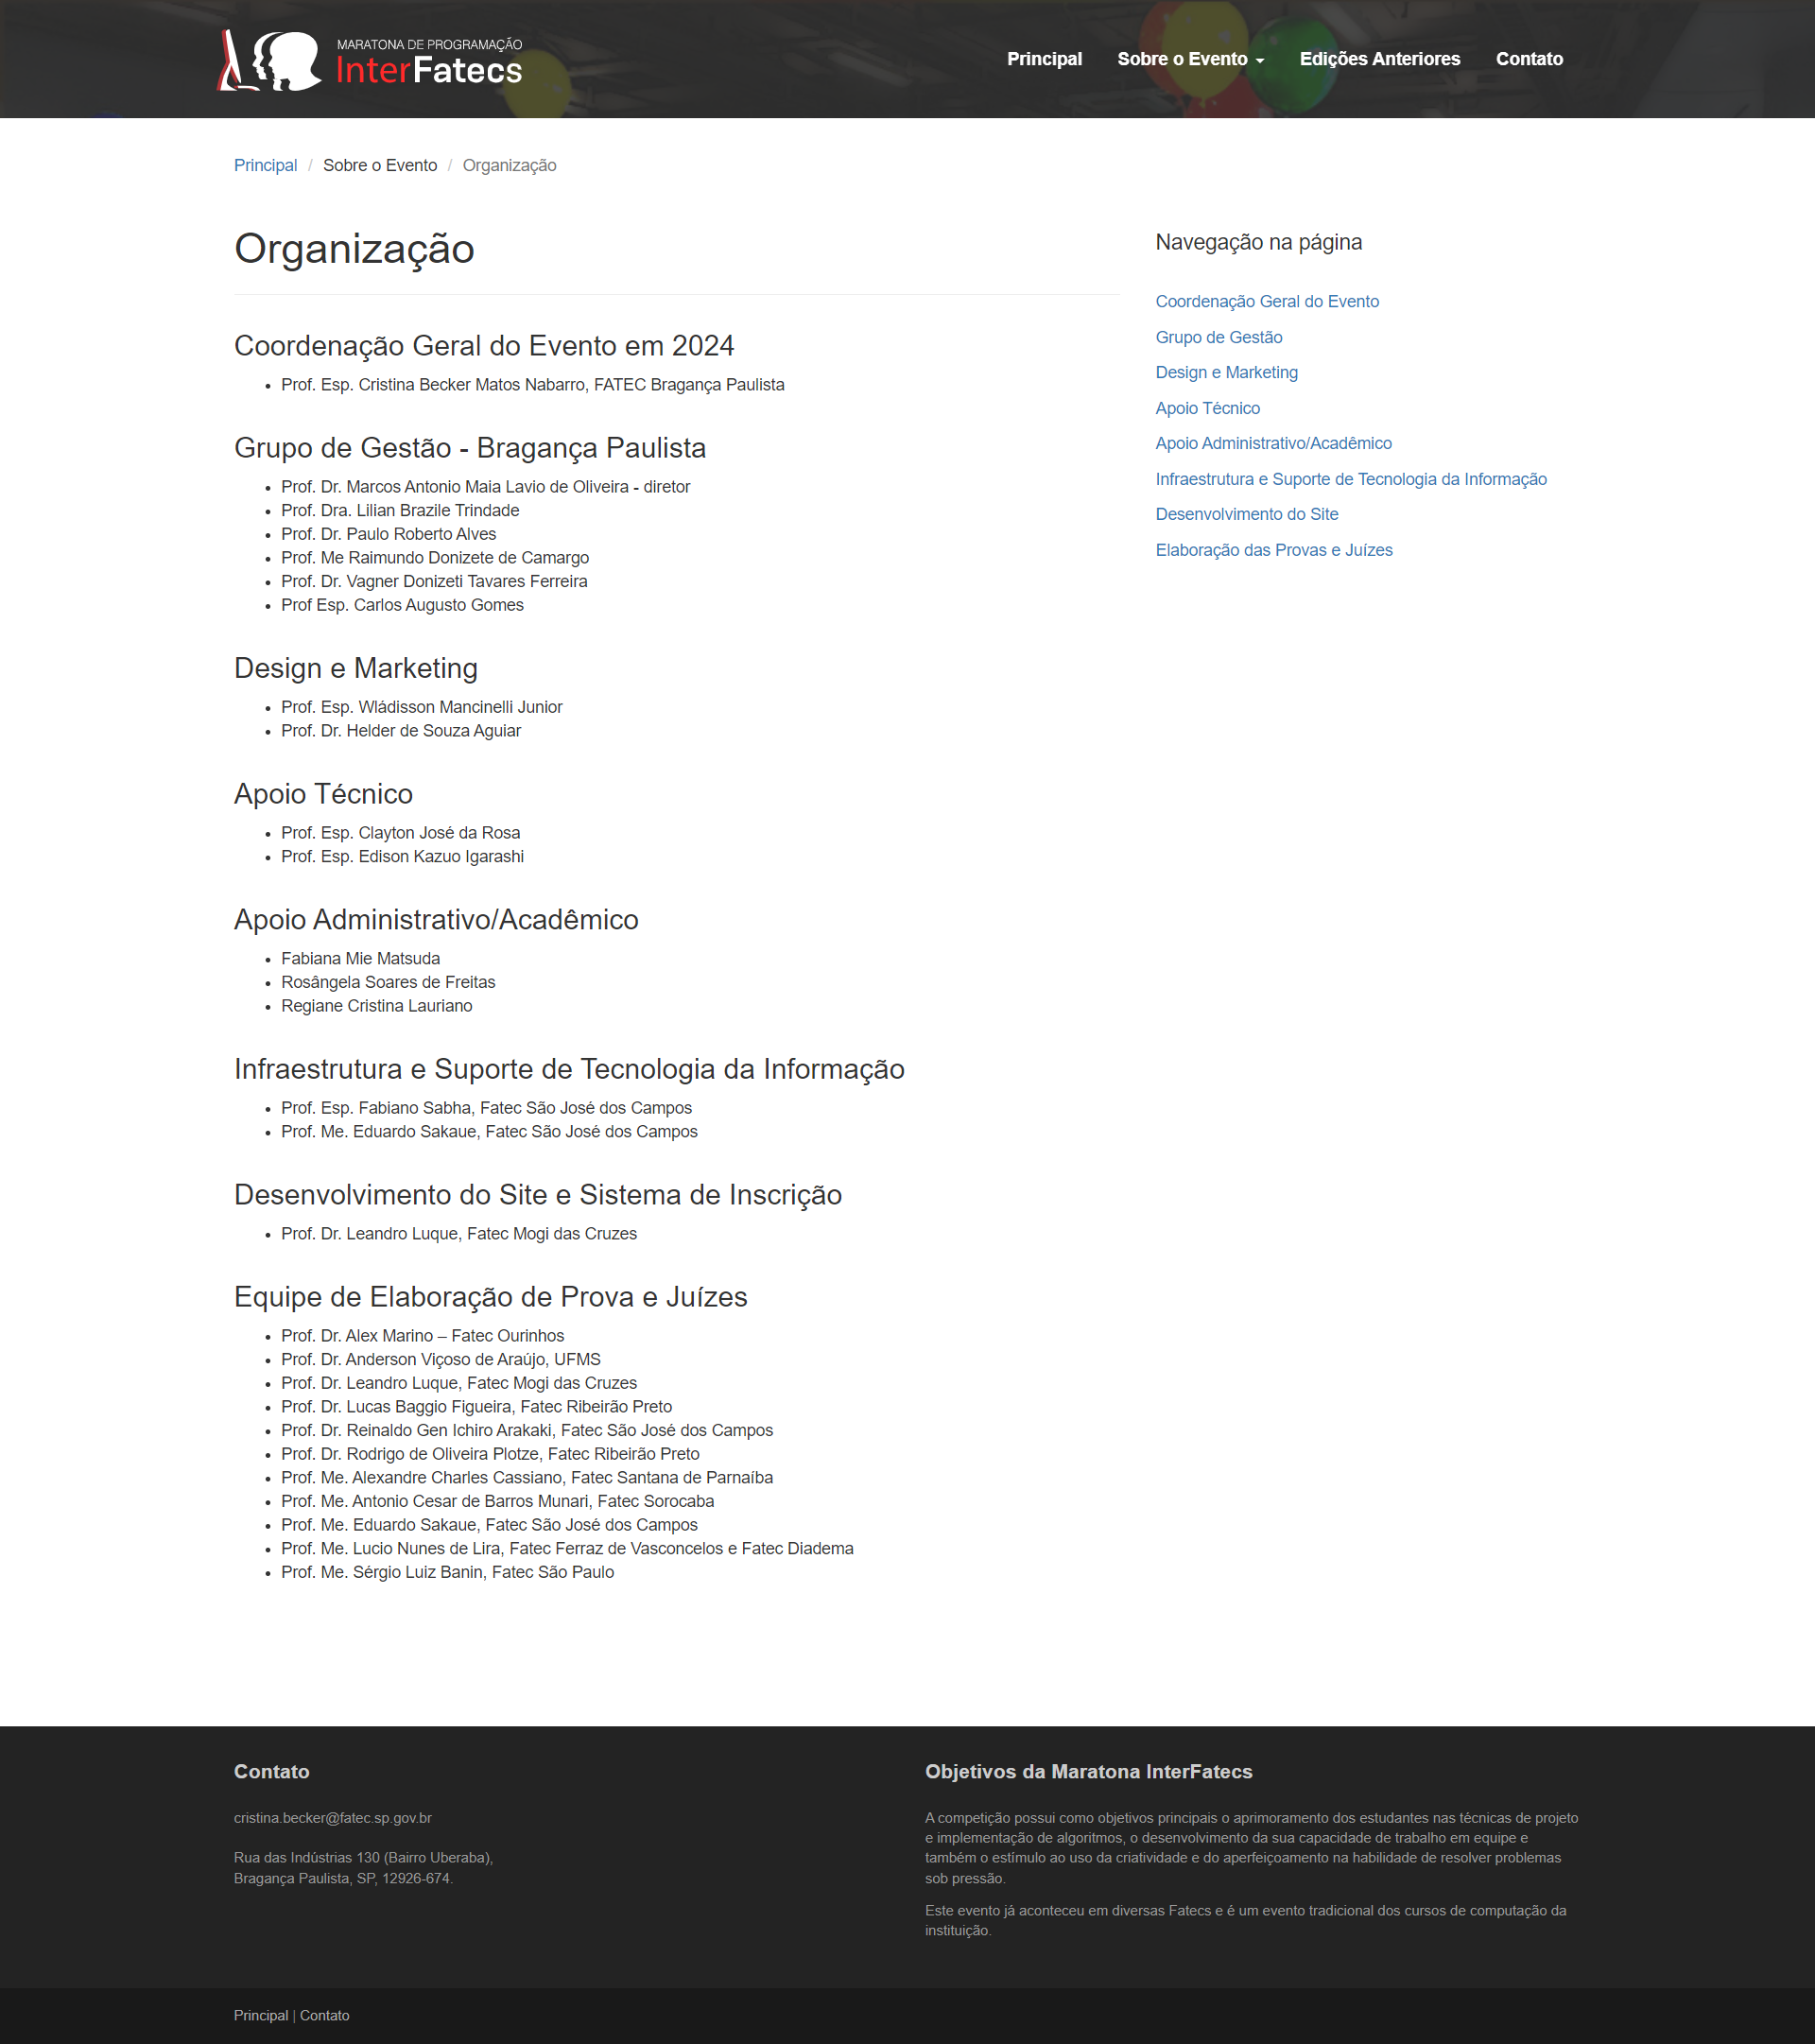 MARATONA DE PROGRAMAÇÃO
InterFatecs
Principal Sobre o Evento Edições Anteriores Contato
Principal / Sobre o Evento / Organização
Organização
Coordenação Geral do Evento em 2024
Prof. Esp. Cristina Becker Matos Nabarro, FATEC Bragança Paulista
Grupo de Gestão - Bragança Paulista
Prof. Dr. Marcos Antonio Maia Lavio de Oliveira - diretor
Prof. Dra. Lilian Brazile Trindade
Prof. Dr. Paulo Roberto Alves
Prof. Me Raimundo Donizete de Camargo
Prof. Dr. Vagner Donizeti Tavares Ferreira
Prof Esp. Carlos Augusto Gomes
Design e Marketing
Prof. Esp. Wládisson Mancinelli Junior
Prof. Dr. Helder de Souza Aguiar
Apoio Técnico
Prof. Esp. Clayton José da Rosa
Prof. Esp. Edison Kazuo Igarashi
Apoio Administrativo/Acadêmico
Fabiana Mie Matsuda
Rosângela Soares de Freitas
Regiane Cristina Lauriano
Infraestrutura e Suporte de Tecnologia da Informação
Prof. Esp. Fabiano Sabha, Fatec São José dos Campos
Prof. Me. Eduardo Sakaue, Fatec São José dos Campos
Desenvolvimento do Site e Sistema de Inscrição
Prof. Dr. Leandro Luque, Fatec Mogi das Cruzes
Equipe de Elaboração de Prova e Juízes
Prof. Dr. Alex Marino – Fatec Ourinhos
Prof. Dr. Anderson Viçoso de Araújo, UFMS
Prof. Dr. Leandro Luque, Fatec Mogi das Cruzes
Prof. Dr. Lucas Baggio Figueira, Fatec Ribeirão Preto
Prof. Dr. Reinaldo Gen Ichiro Arakaki, Fatec São José dos Campos
Prof. Dr. Rodrigo de Oliveira Plotze, Fatec Ribeirão Preto
Prof. Me. Alexandre Charles Cassiano, Fatec Santana de Parnaíba
Prof. Me. Antonio Cesar de Barros Munari, Fatec Sorocaba
Prof. Me. Eduardo Sakaue, Fatec São José dos Campos
Prof. Me. Lucio Nunes de Lira, Fatec Ferraz de Vasconcelos e Fatec Diadema
Prof. Me. Sérgio Luiz Banin, Fatec São Paulo
Navegação na página
Coordenação Geral do Evento
Grupo de Gestão
Design e Marketing
Apoio Técnico
Apoio Administrativo/Acadêmico
Infraestrutura e Suporte de Tecnologia da Informação
Desenvolvimento do Site
Elaboração das Provas e Juízes
Contato
cristina.becker@fatec.sp.gov.br
Rua das Indústrias 130 (Bairro Uberaba),
Bragança Paulista, SP, 12926-674.
Objetivos da Maratona InterFatecs
A competição possui como objetivos principais o aprimoramento dos estudantes nas técnicas de projeto
e implementação de algoritmos, o desenvolvimento da sua capacidade de trabalho em equipe e
também o estímulo ao uso da criatividade e do aperfeiçoamento na habilidade de resolver problemas
sob pressão.
Este evento já aconteceu em diversas Fatecs e é um evento tradicional dos cursos de computação da
instituição.
Principal | Contato